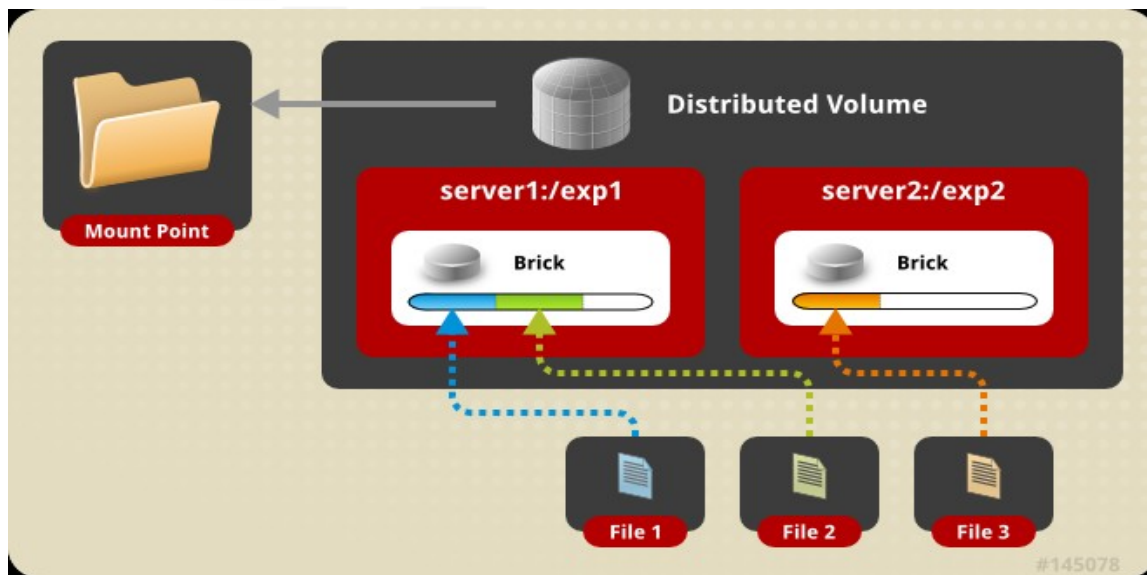 Distributed Volume
Mount Point
server1:/exp1
server2:/exp2
Brick
Brick
File 1
File 2
File 3
#145078